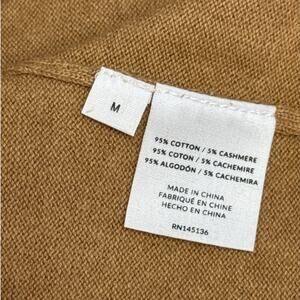 M
95% COTTON / 5% CASHMERE
95% COTON / 5% CACHEMIRE
95% ALGODÓN / 5% CACHEMIRA
MADE IN CHINA
FABRIQUÉ EN CHINE
HECHO EN CHINA
RN145136